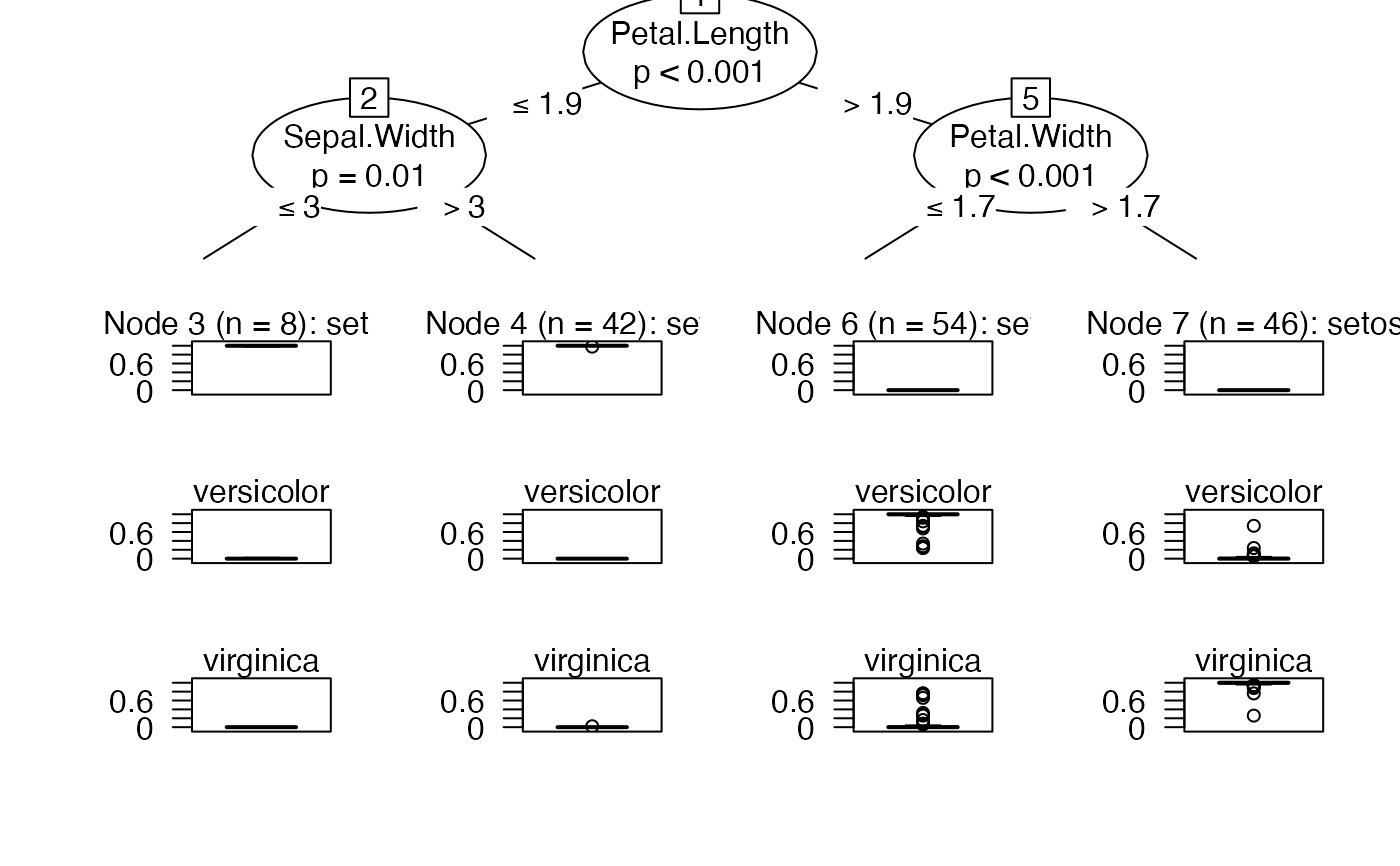 1
Petal.Length
p < 0.001
≤ 1.9
> 1.9
2
Sepal.Width
p = 0.01
≤ 3
> 3
5
Petal.Width
p < 0.001
≤ 1.7
> 1.7
Node 3 (n = 8): set
0.6
0
versicolor
0.6
0
virginica
0.6
0
Node 4 (n = 42): se
0.6
0
versicolor
0.6
0
virginica
0.6
0
Node 6 (n = 54): se
0.6
0
versicolor
0.6
0
virginica
0.6
0
Node 7 (n = 46): setos
0.6
0
versicolor
0.6
0
virginica
0.6
0